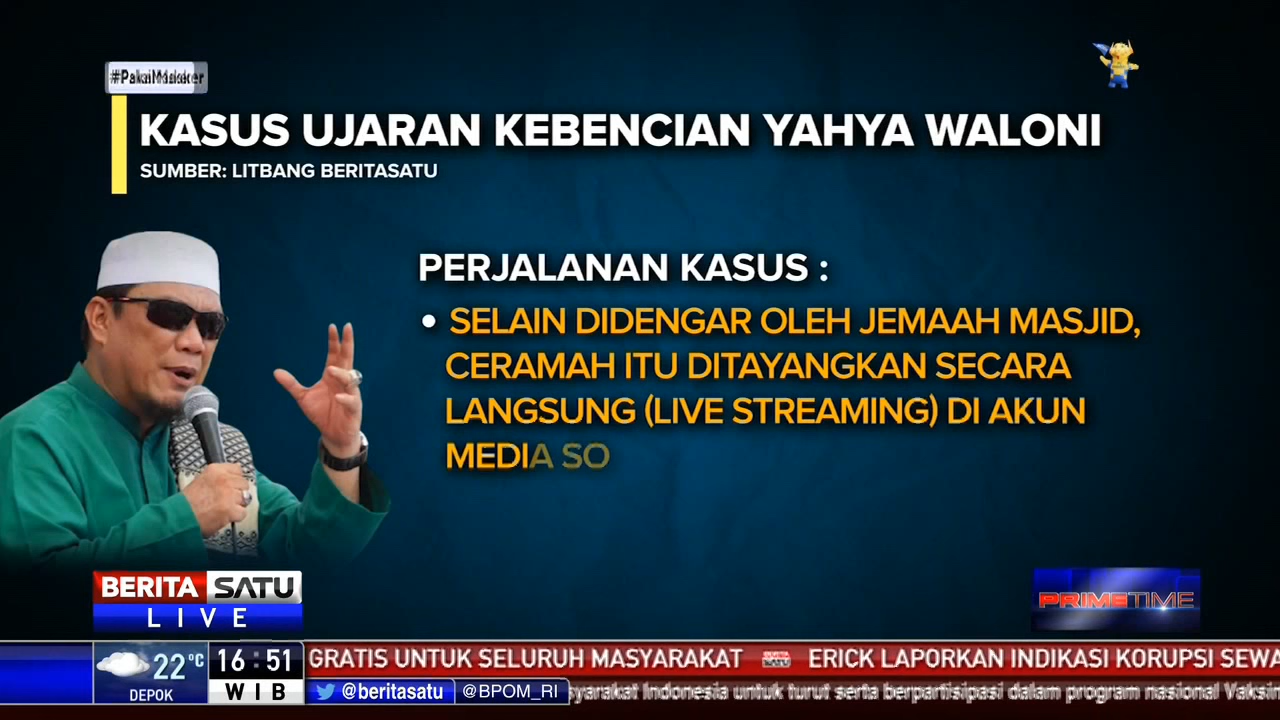 KASUS UJARAN KEBENCIAN YAHYA WALONI
SUMBER: LITBANG BERITASATU
PERJALANAN KASUS :
• SELAIN DIDENGAR OLEH JEMAAH MASJID,
CERAMAH ITU DITAYANGKAN SECARA
LANGSUNG (LIVE STREAMING) DI AKUN
MEDIA SO
BERITA SATU
LIVE
PRIMETIME
22°C
DEPOK
16:51
WIB
GRATIS UNTUK SELURUH MASYARAKAT BERITA SATU ERICK LAPORKAN INDIKASI KORUPSI SEWA
@beritasatu @BPOM_RI syarakat Indonesia untuk turut serta berpartisipasi dalam program nasional Vaksin